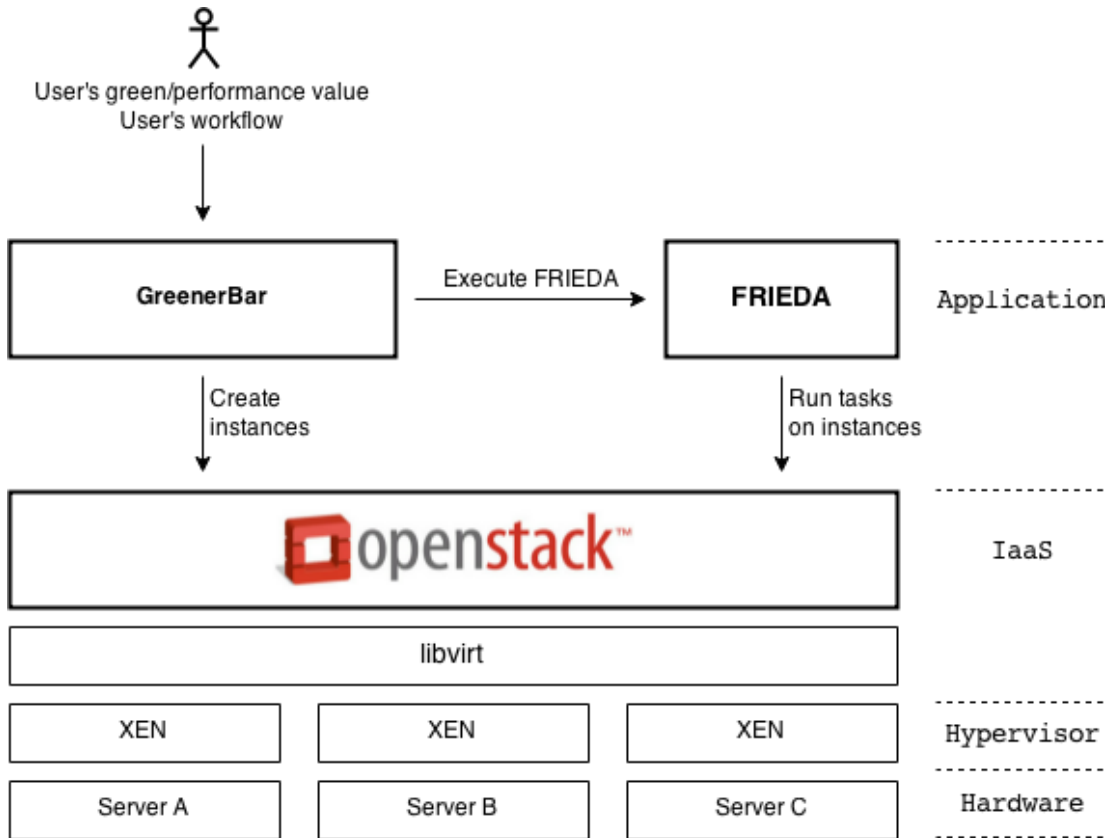 User's green/performance value
User's workflow
GreenerBar
Execute FRIEDA
FRIEDA
Application
Create
instances
Run tasks
on instances
openstack™
IaaS
libvirt
XEN
XEN
XEN
Hypervisor
Server A
Server B
Server C
Hardware